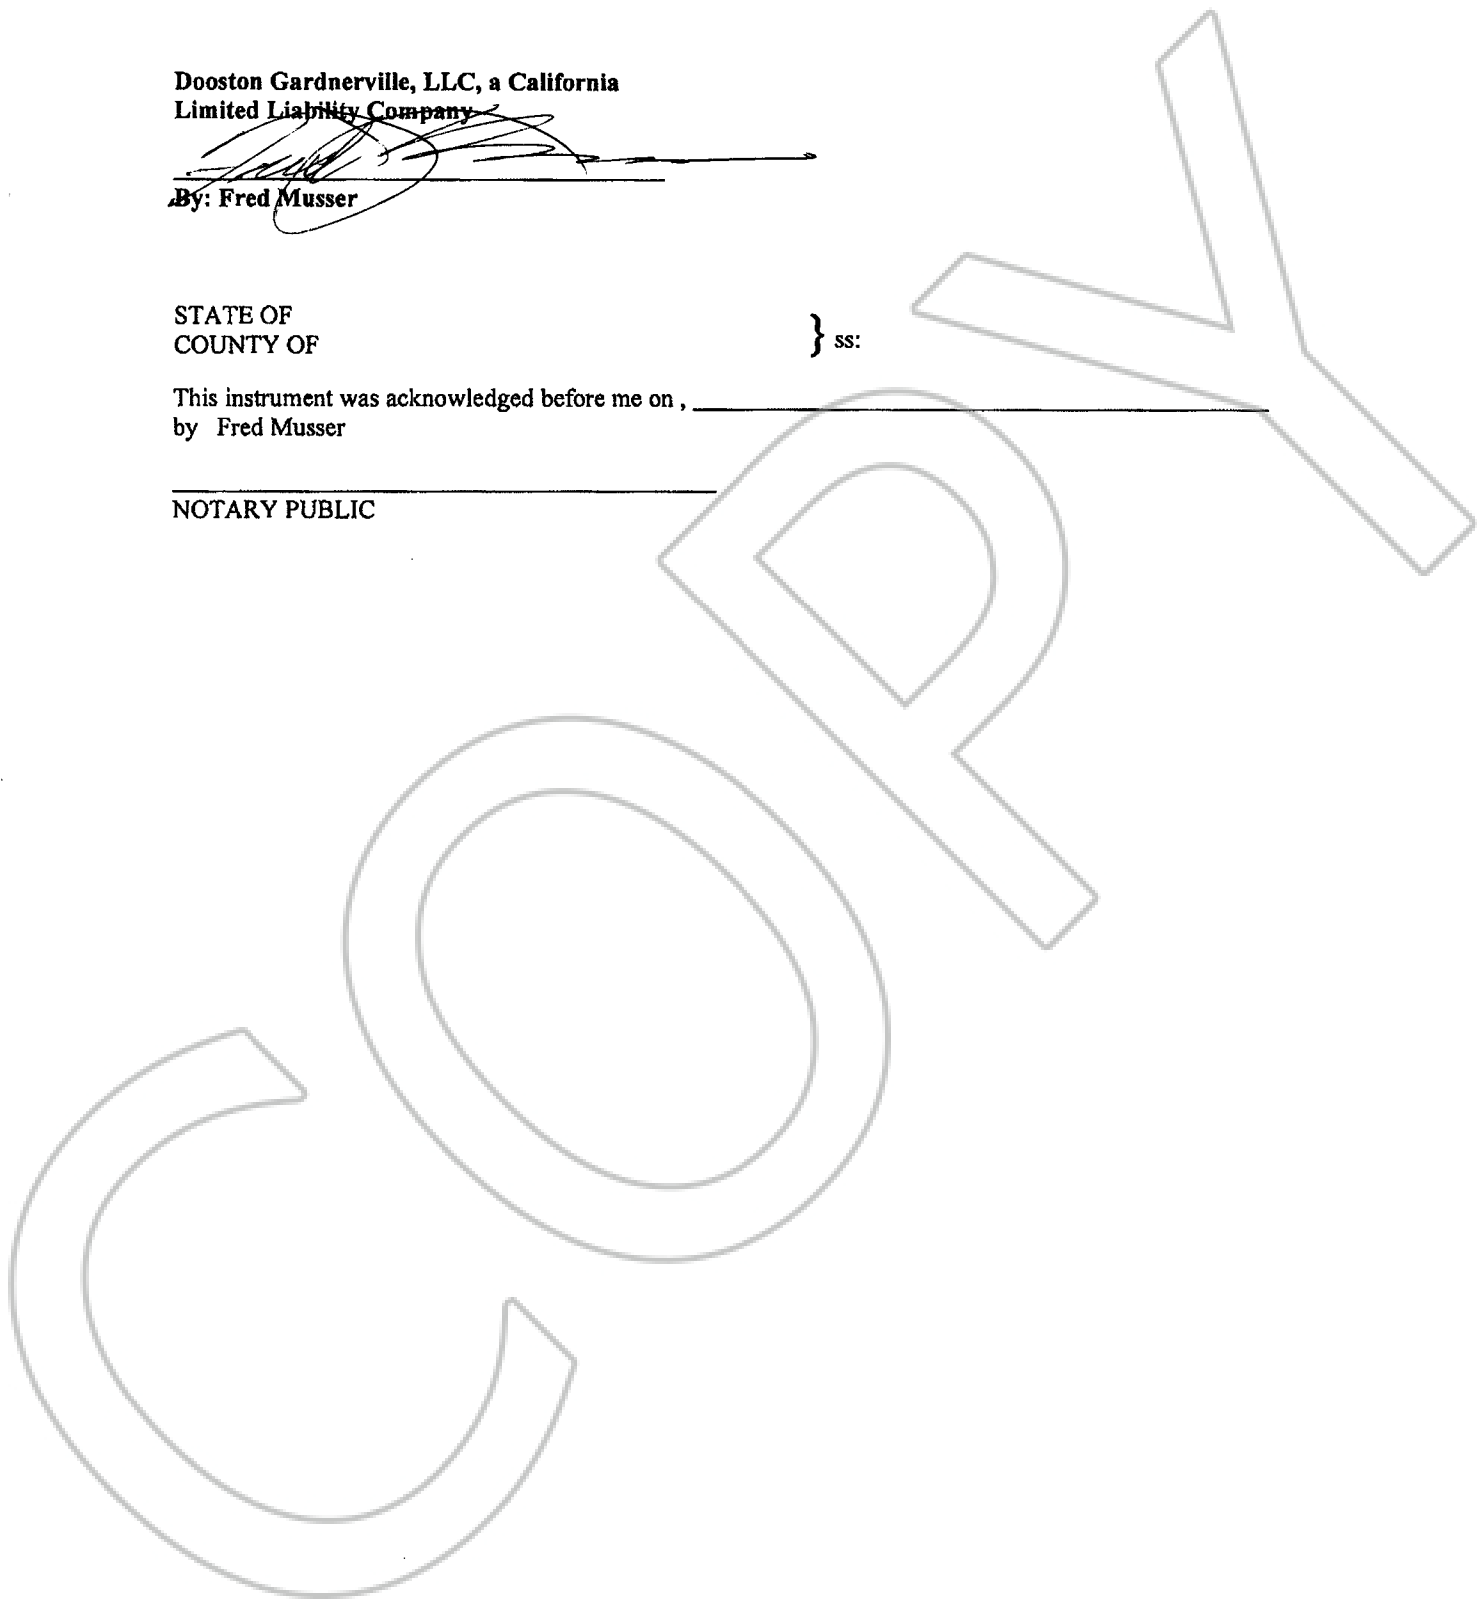 Dooston Gardnerville, LLC, a California
Limited Liability Company
By: Fred Musser
STATE OF
COUNTY OF
} ss:
This instrument was acknowledged before me on ,
by Fred Musser
NOTARY PUBLIC
COPY